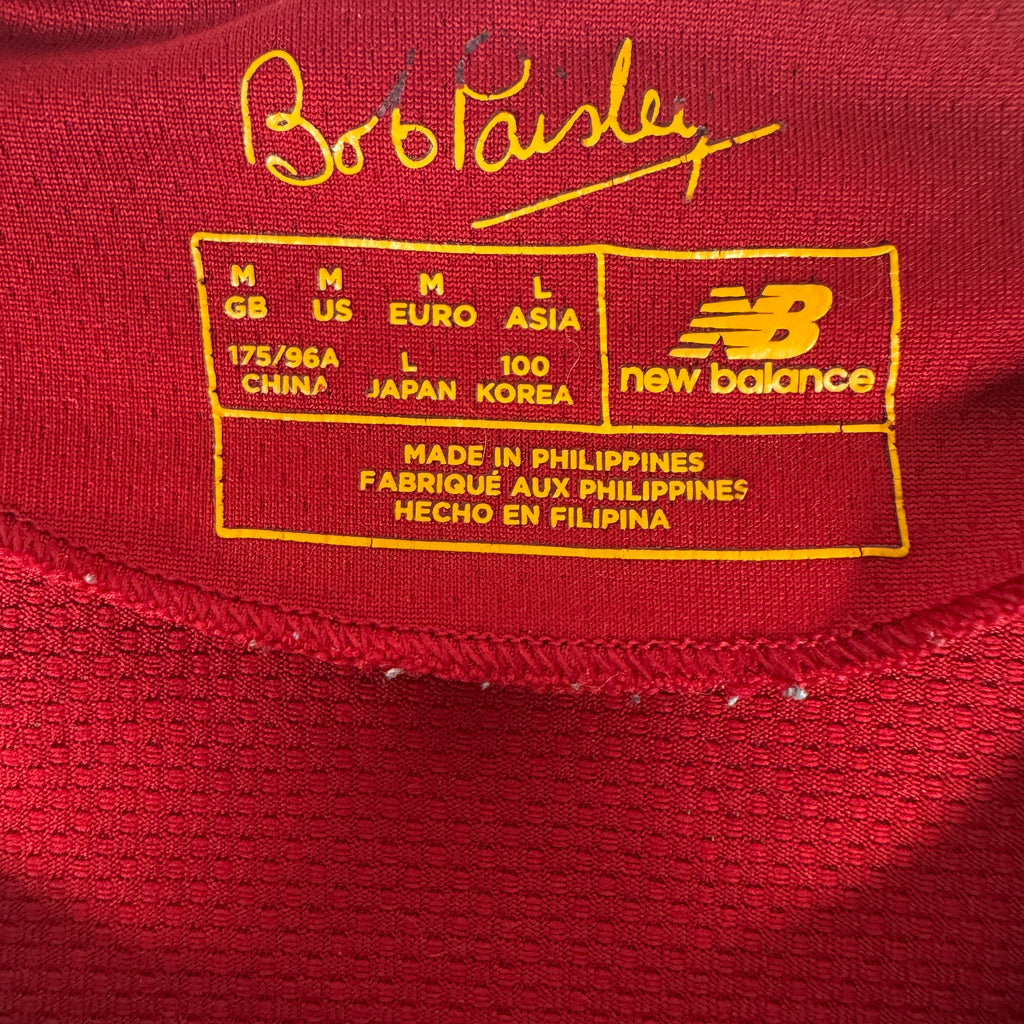 Bob Paisley
M M M L
GB US EURO ASIA
175/96A L 100
CHINA JAPAN KOREA
NB
new balance
MADE IN PHILIPPINES
FABRIQUÉ AUX PHILIPPINES
HECHO EN FILIPINA